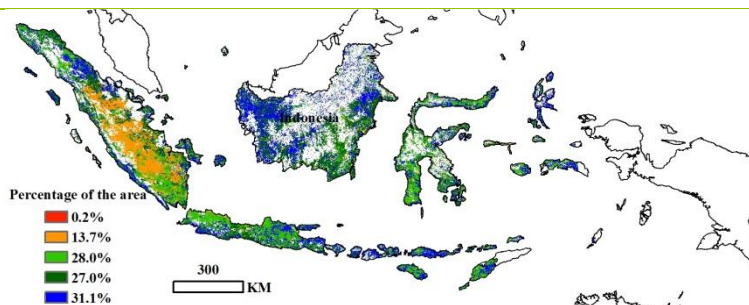 Indonesia
Percentage of the area
0.2%
13.7%
28.0%
27.0%
31.1%
300
KM